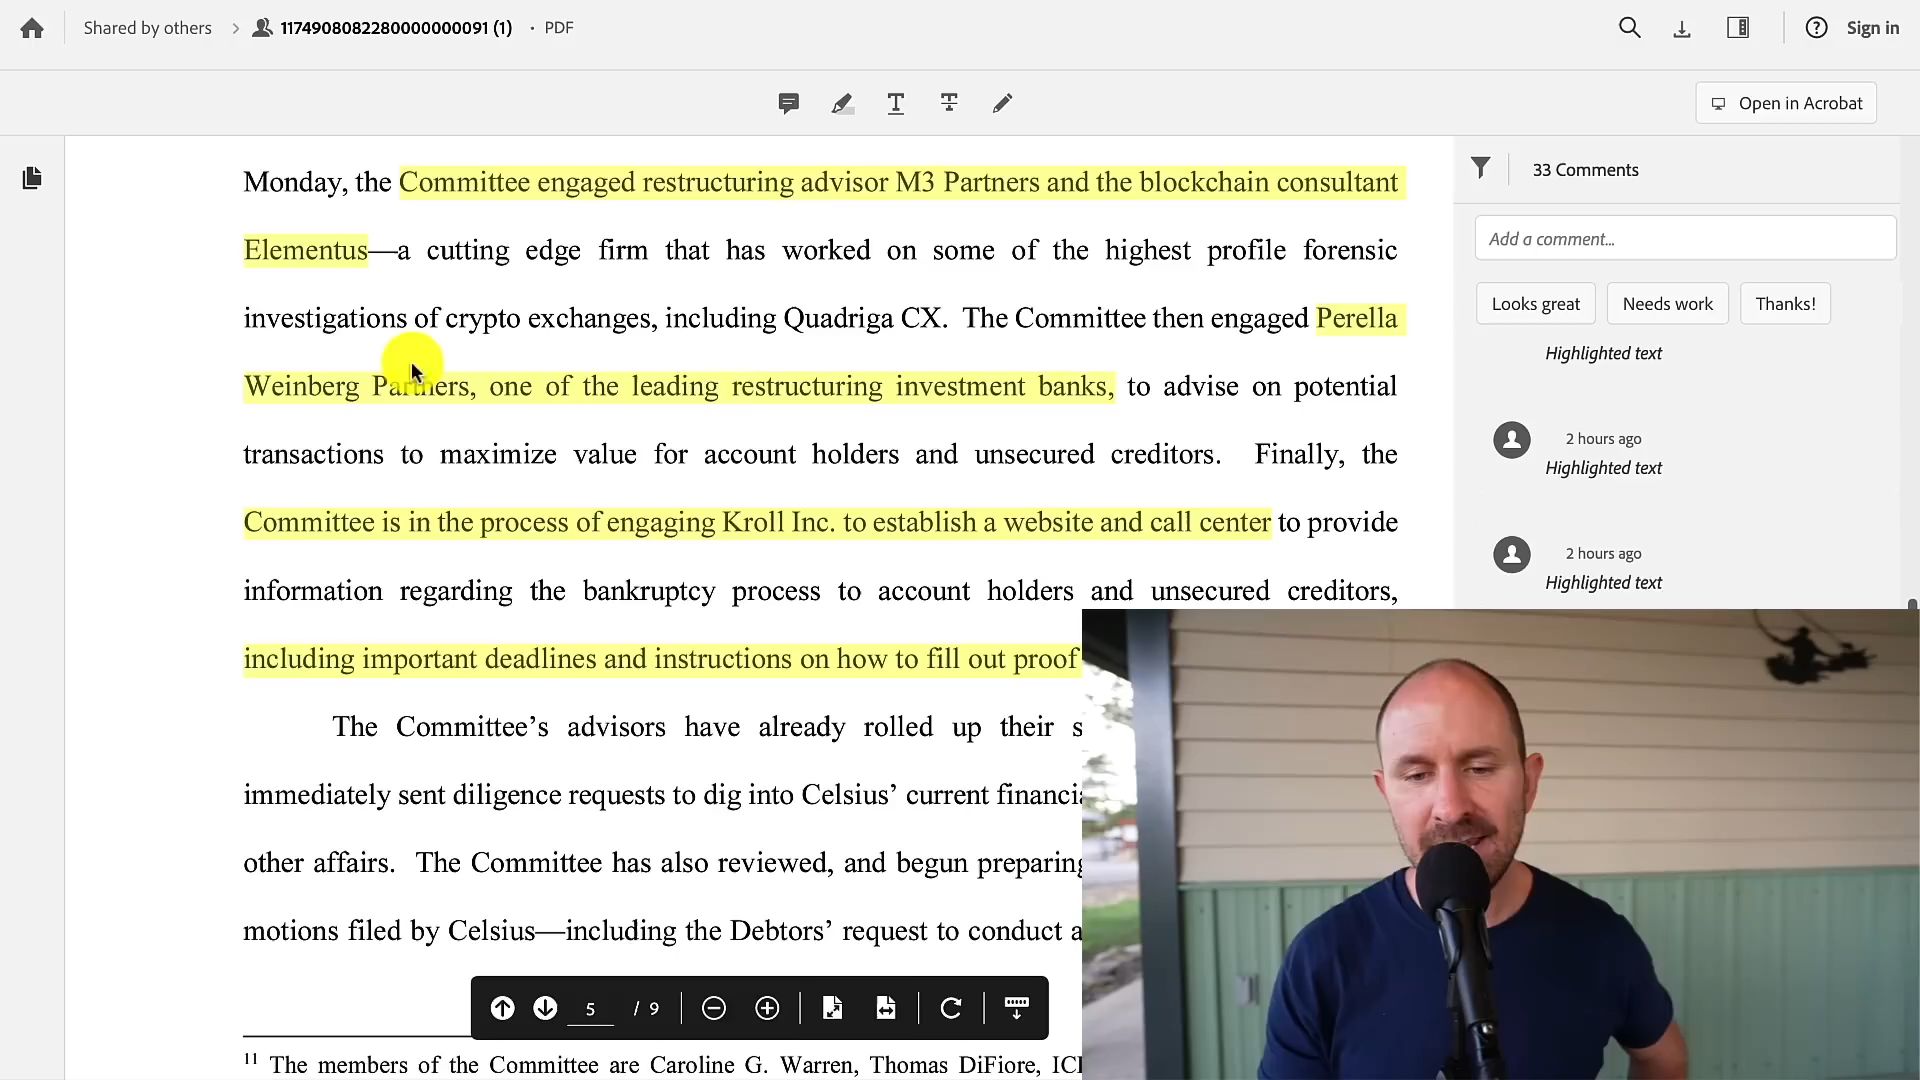 Shared by others > 1174908082280000000091 (1) · PDF
Sign in
Open in Acrobat
Monday, the Committee engaged restructuring advisor M3 Partners and the blockchain consultant
Elementus—a cutting edge firm that has worked on some of the highest profile forensic
investigations of crypto exchanges, including Quadriga CX. The Committee then engaged Perella
Weinberg Partners, one of the leading restructuring investment banks, to advise on potential
transactions to maximize value for account holders and unsecured creditors. Finally, the
Committee is in the process of engaging Kroll Inc. to establish a website and call center to provide
information regarding the bankruptcy process to account holders and unsecured creditors,
including important deadlines and instructions on how to fill out proof
The Committee's advisors have already rolled up their s
immediately sent diligence requests to dig into Celsius' current financia
other affairs. The Committee has also reviewed, and begun preparing
motions filed by Celsius—including the Debtors' request to conduct a
5 / 9
11 The members of the Committee are Caroline G. Warren, Thomas DiFiore, ICB
33 Comments
Add a comment...
Looks great
Needs work
Thanks!
Highlighted text
2 hours ago
Highlighted text
2 hours ago
Highlighted text